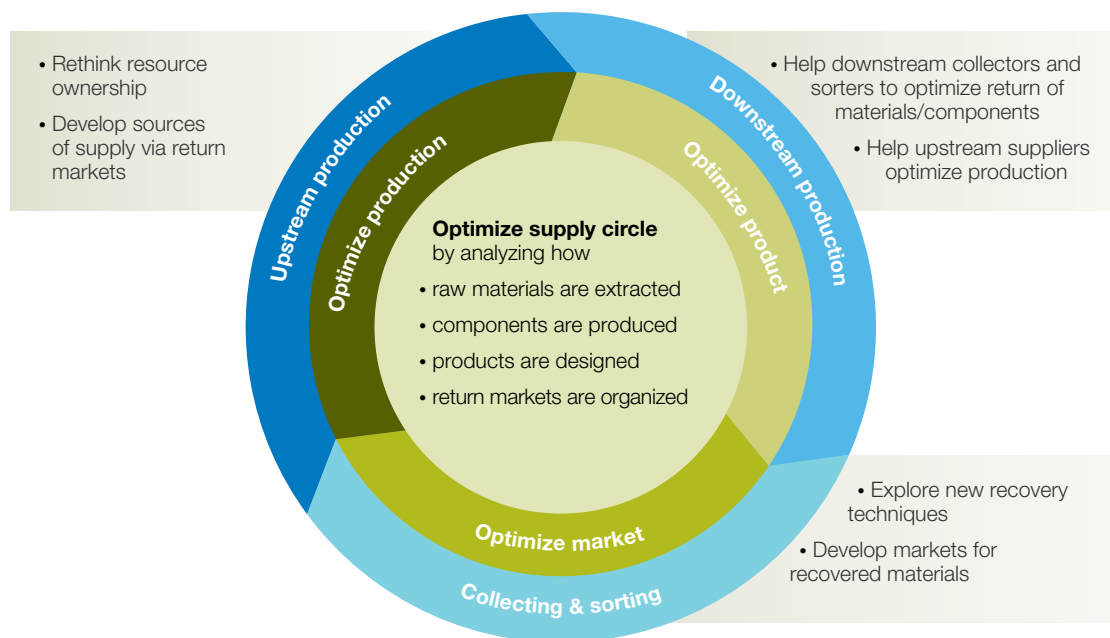 • Rethink resource
ownership
• Develop sources
of supply via return
markets
Upstream production
Optimize production
Downstream production
Optimize product
• Help downstream collectors and
sorters to optimize return of
materials/components
• Help upstream suppliers
optimize production
Optimize supply circle
by analyzing how
• raw materials are extracted
• components are produced
• products are designed
• return markets are organized
Optimize market
Collecting & sorting
• Explore new recovery
techniques
• Develop markets for
recovered materials